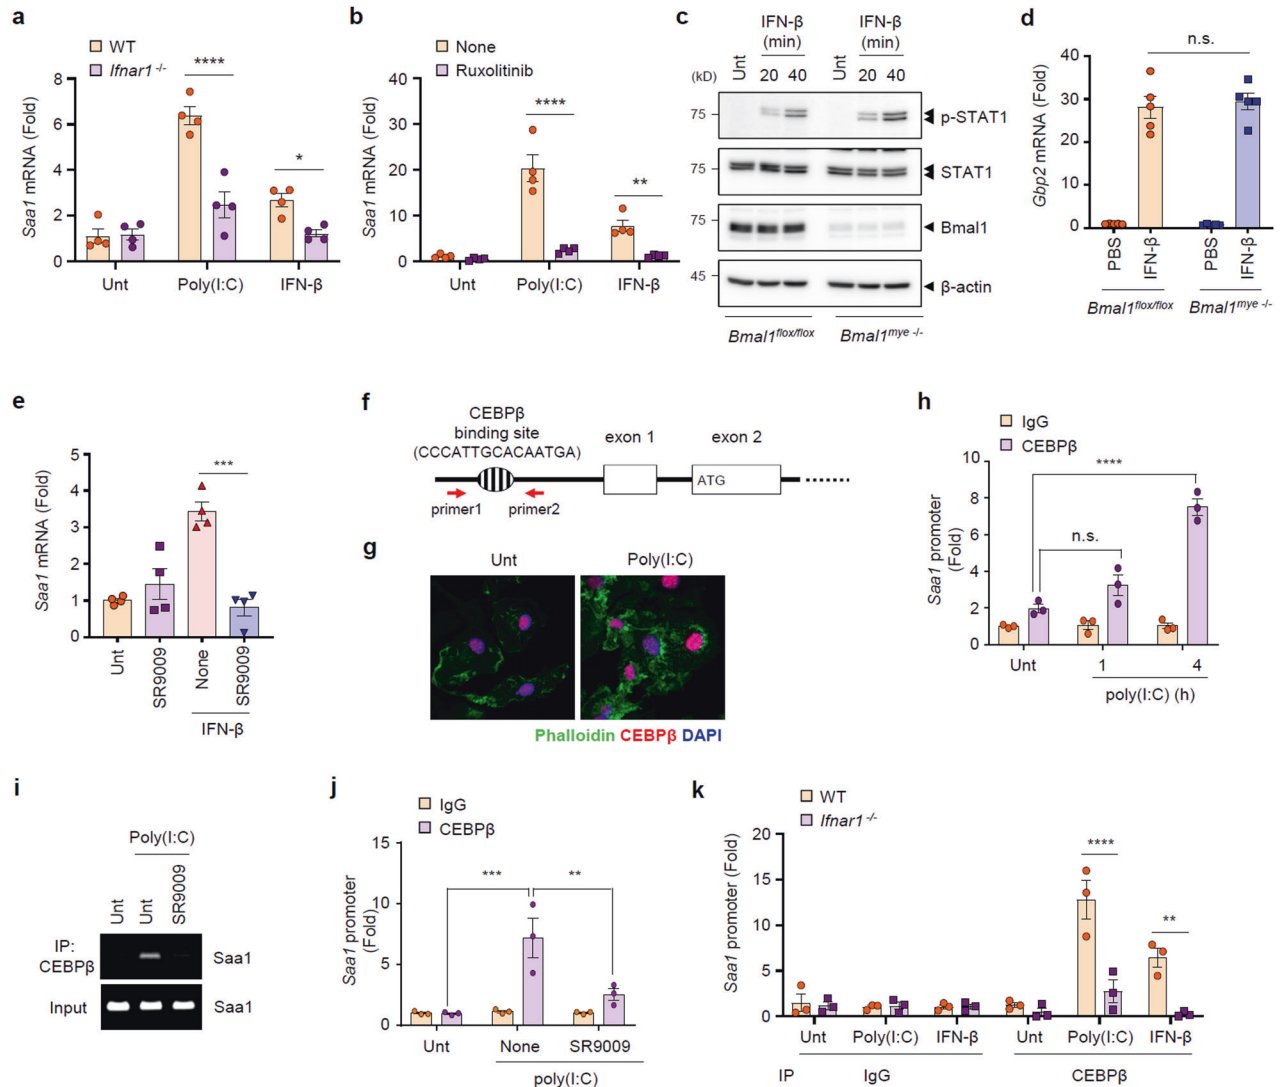 a
WT
Ifnar1 -/-
****
*
Saa1 mRNA (Fold)
8
6
4
2
0
Unt
Poly(I:C)
IFN-β
b
None
Ruxolitinib
****
**
Saa1 mRNA (Fold)
40
30
20
10
0
Unt
Poly(I:C)
IFN-β
c
IFN-β
(min)
IFN-β
(min)
(kD)
Unt
20
40
Unt
20
40
75
p-STAT1
75
STAT1
75
Bmal1
45
β-actin
Bmal1flox/flox
Bmal1mye -/-
d
n.s.
Gbp2 mRNA (Fold)
40
30
20
10
0
PBS
IFN-β
PBS
IFN-β
Bmal1flox/flox
Bmal1mye -/-
e
***
Saa1 mRNA (Fold)
5
4
3
2
1
0
Unt
SR9009
None
SR9009
IFN-β
f
CEBPβ
binding site
(CCCATTGCACAATGA)
exon 1
exon 2
ATG
primer1
primer2
g
Unt
Poly(I:C)
Phalloidin CEBPβ DAPI
h
IgG
CEBPβ
****
n.s.
Saa1 promoter
(Fold)
10
8
6
4
2
0
Unt
1
4
poly(I:C) (h)
i
Poly(I:C)
Unt
Unt
SR9009
IP:
CEBPβ
Saa1
Input
Saa1
j
IgG
CEBPβ
***
**
Saa1 promoter
(Fold)
15
10
5
0
Unt
None
SR9009
poly(I:C)
k
WT
Ifnar1 -/-
****
**
Saa1 promoter (Fold)
20
15
10
5
0
Unt
Poly(I:C)
IFN-β
Unt
Poly(I:C)
IFN-β
IP
IgG
CEBPβ